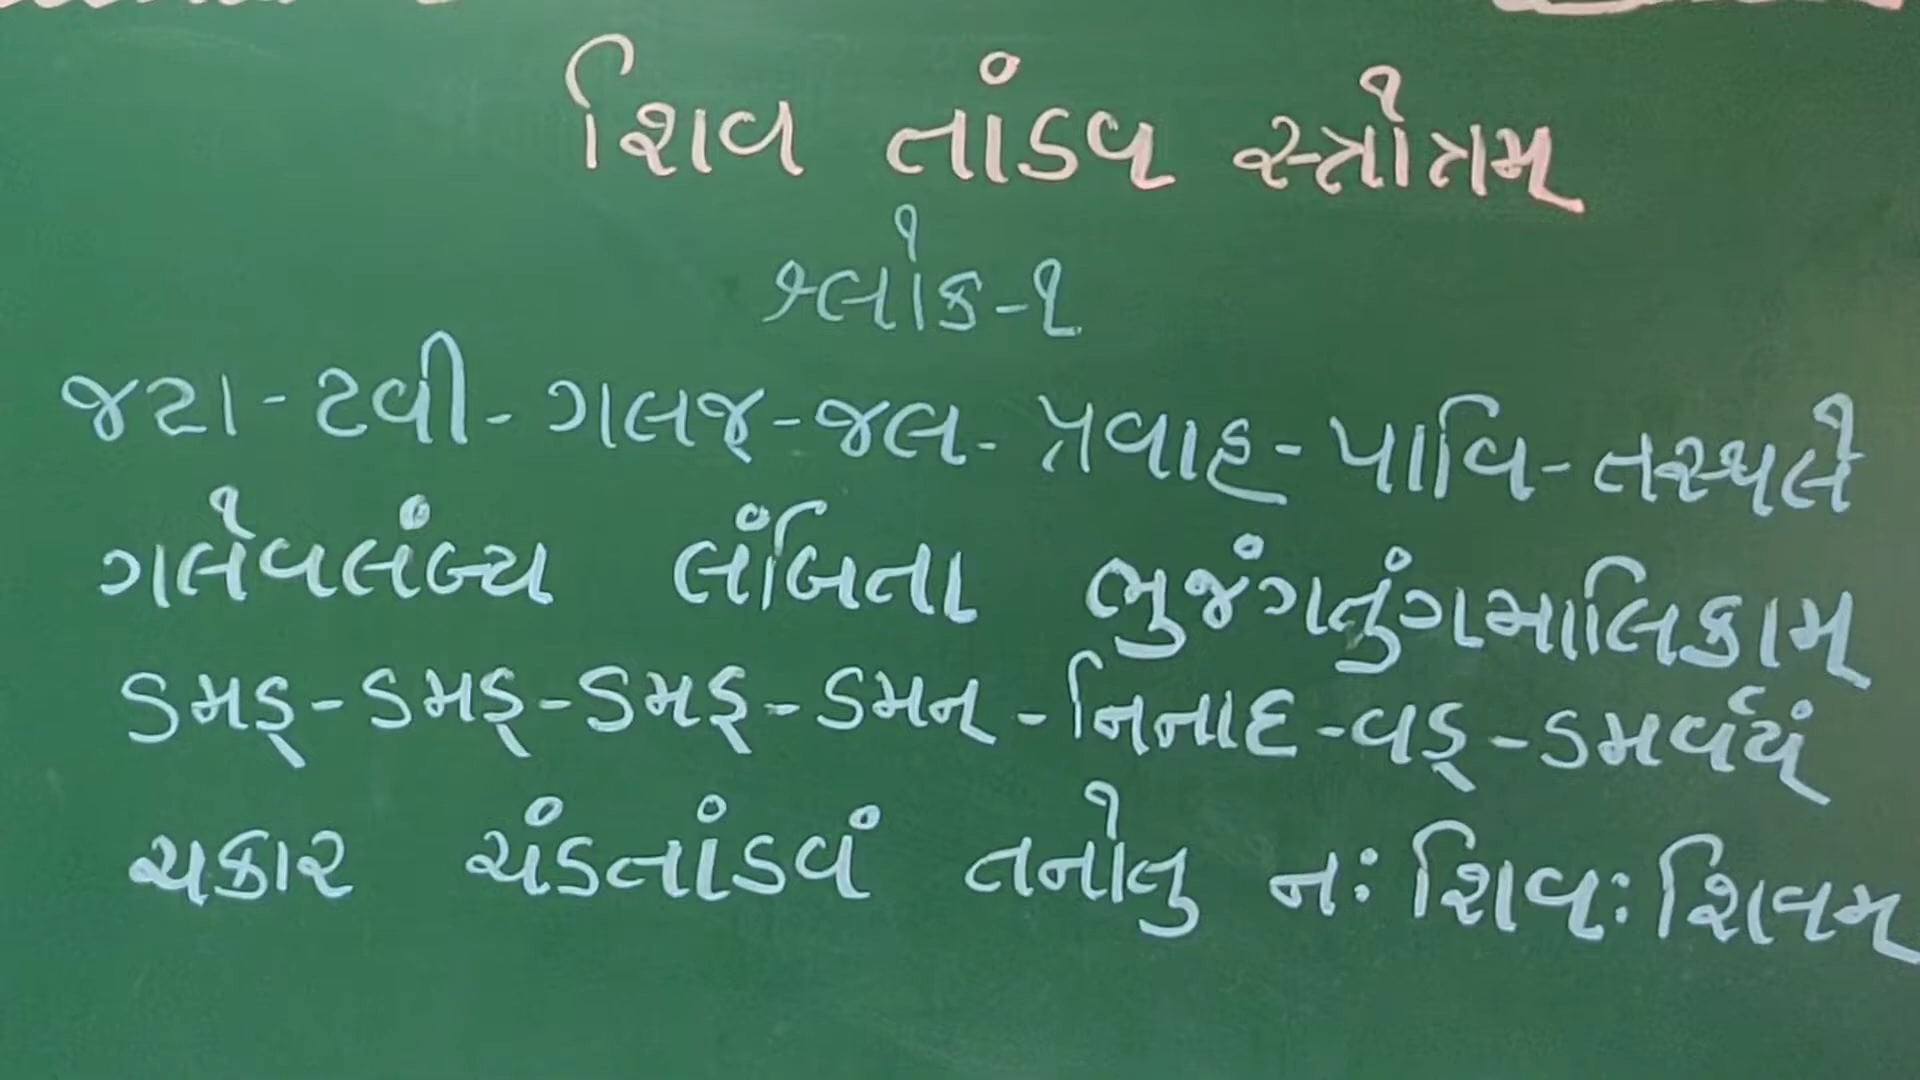 શિવ તાંડવ સ્ત્રોતમ્
શ્લોક-૧
જટા-ટવી-ગલજ્-જલ-પ્રવાહ-પાવિ-તસ્થલે
ગલેવલંબ્ય લંબિતા ભુજંગતુંગમાલિકામ્
ડમડ્-ડમડ્-ડમડ્-ડમન્-નિનાદ-વડ્-ડમર્વયં
ચકાર ચંડતાંડવં તનોતુ નઃ શિવઃ શિવમ્